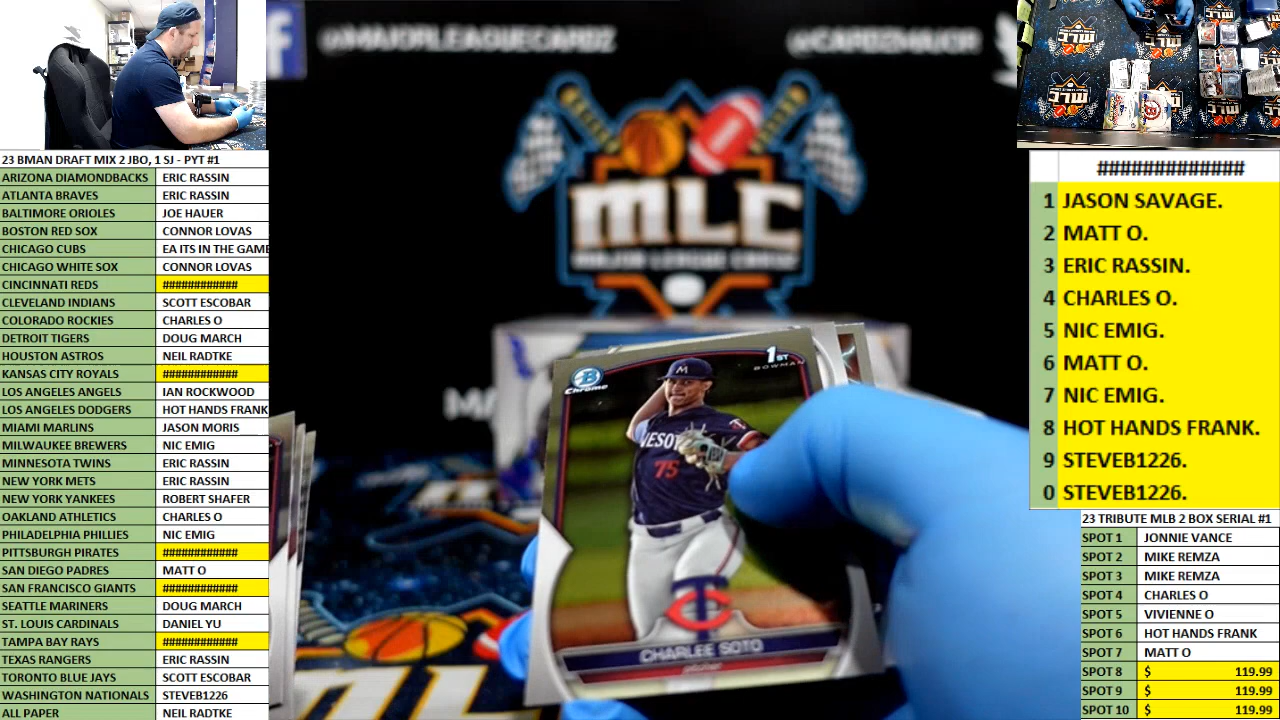 @MAJORLEAGUECARDZ
@CARDZMAJOR
MLC
MAJOR LEAGUE CARDZ
23 BMAN DRAFT MIX 2 JBO, 1 SJ - PYT #1
ARIZONA DIAMONDBACKS ERIC RASSIN
ATLANTA BRAVES ERIC RASSIN
BALTIMORE ORIOLES JOE HAUER
BOSTON RED SOX CONNOR LOVAS
CHICAGO CUBS EA ITS IN THE GAME
CHICAGO WHITE SOX CONNOR LOVAS
CINCINNATI REDS ############
CLEVELAND INDIANS SCOTT ESCOBAR
COLORADO ROCKIES CHARLES O
DETROIT TIGERS DOUG MARCH
HOUSTON ASTROS NEIL RADTKE
KANSAS CITY ROYALS ############
LOS ANGELES ANGELS IAN ROCKWOOD
LOS ANGELES DODGERS HOT HANDS FRANK
MIAMI MARLINS JASON MORIS
MILWAUKEE BREWERS NIC EMIG
MINNESOTA TWINS ERIC RASSIN
NEW YORK METS ERIC RASSIN
NEW YORK YANKEES ROBERT SHAFER
OAKLAND ATHLETICS CHARLES O
PHILADELPHIA PHILLIES NIC EMIG
PITTSBURGH PIRATES ############
SAN DIEGO PADRES MATT O
SAN FRANCISCO GIANTS ############
SEATTLE MARINERS DOUG MARCH
ST. LOUIS CARDINALS DANIEL YU
TAMPA BAY RAYS ############
TEXAS RANGERS ERIC RASSIN
TORONTO BLUE JAYS SCOTT ESCOBAR
WASHINGTON NATIONALS STEVEB1226
ALL PAPER NEIL RADTKE
B
Chrome
1ST
BOWMAN
M
NESO
75
TC
CHARLEE SOTO
pitcher
#############
1 JASON SAVAGE.
2 MATT O.
3 ERIC RASSIN.
4 CHARLES O.
5 NIC EMIG.
6 MATT O.
7 NIC EMIG.
8 HOT HANDS FRANK.
9 STEVEB1226.
0 STEVEB1226.
23 TRIBUTE MLB 2 BOX SERIAL #1
SPOT 1 JONNIE VANCE
SPOT 2 MIKE REMZA
SPOT 3 MIKE REMZA
SPOT 4 CHARLES O
SPOT 5 VIVIENNE O
SPOT 6 HOT HANDS FRANK
SPOT 7 MATT O
SPOT 8 $ 119.99
SPOT 9 $ 119.99
SPOT 10 $ 119.99